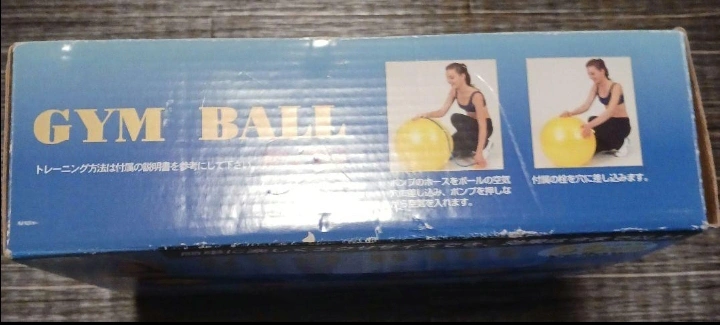 GYM BALL
トレーニング方法は付属の説明書を参考にして下さい
ポンプのホースをボールの空気
に差し込み、ポンプを押しな
ら空気を入れます。
付属の栓を穴に差し込みます。